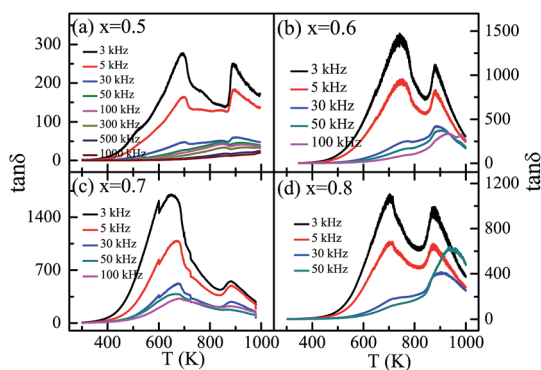 (a) x=0.5
300
200
100
0
tanδ
3 kHz
5 kHz
30 kHz
50 kHz
100 kHz
300 kHz
500 kHz
1000 kHz
(b) x=0.6
1500
1000
500
0
tanδ
3 kHz
5 kHz
30 kHz
50 kHz
100 kHz
(c) x=0.7
1400
700
0
tanδ
3 kHz
5 kHz
30 kHz
50 kHz
100 kHz
400 600 800 1000
T (K)
(d) x=0.8
1200
800
400
0
tanδ
3 kHz
5 kHz
30 kHz
50 kHz
400 600 800 1000
T (K)